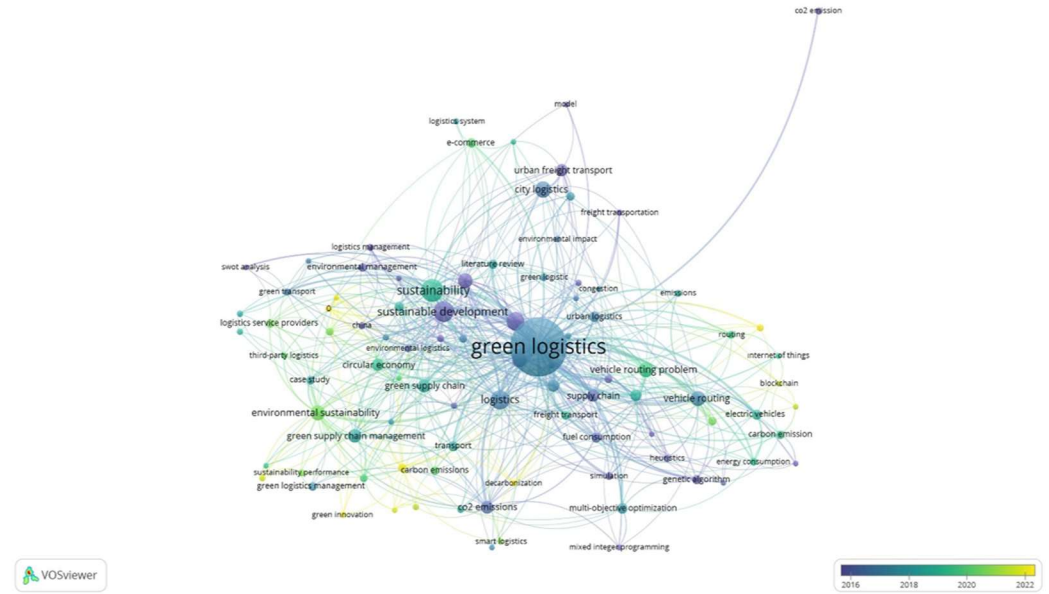 co2 emission
model
logistics system
e-commerce
urban freight transport
city logistics
freight transportation
environmental impact
logistics management
literature review
swot analysis
environmental management
green logistic
sustainability
congestion
green transport
emissions
sustainable development
urban logistics
logistics service providers
china
routing
green logistics
environmental logistics
third-party logistics
internet of things
circular economy
vehicle routing problem
case study
green supply chain
blockchain
supply chain
logistics
vehicle routing
environmental sustainability
freight transport
electric vehicles
green supply chain management
fuel consumption
carbon emission
transport
heuristics
energy consumption
sustainability performance
carbon emissions
simulation
genetic algorithm
green logistics management
decarbonization
co2 emissions
multi-objective optimization
green innovation
smart logistics
mixed integer programming
VOSviewer
2016 2018 2020 2022